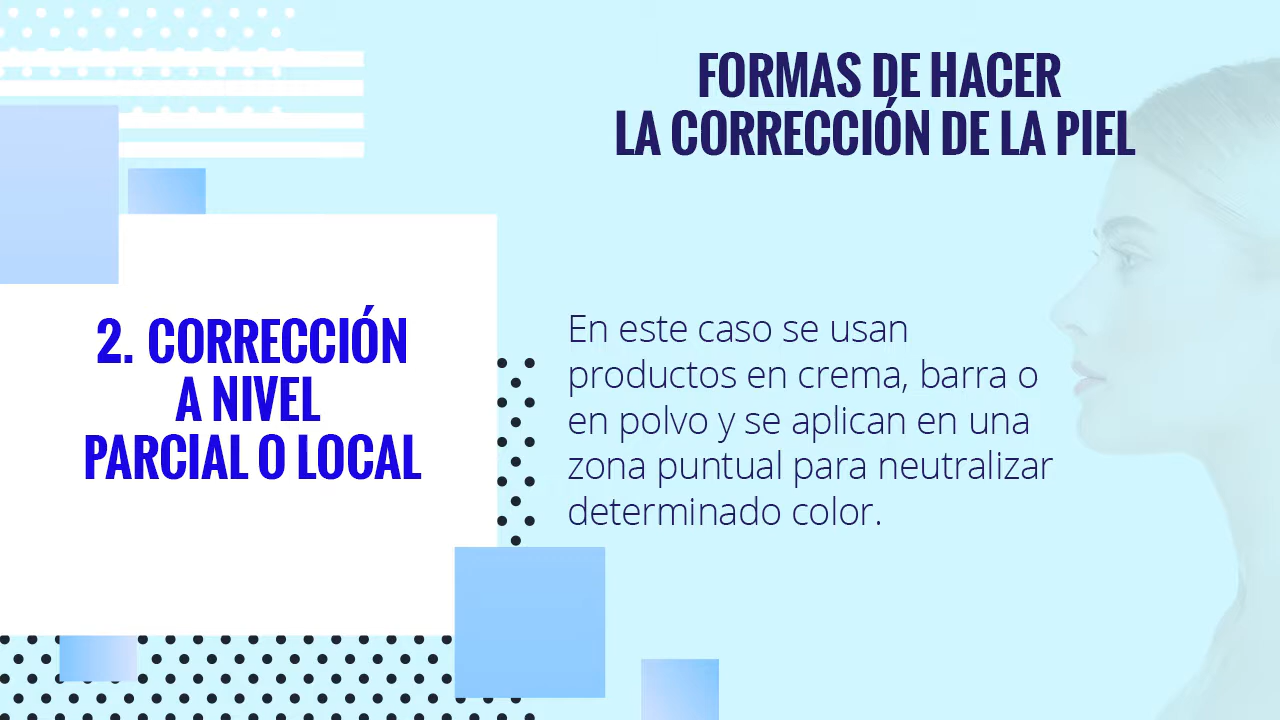 FORMAS DE HACER
LA CORRECCIÓN DE LA PIEL
2. CORRECCIÓN
A NIVEL
PARCIAL O LOCAL
En este caso se usan
productos en crema, barra o
en polvo y se aplican en una
zona puntual para neutralizar
determinado color.